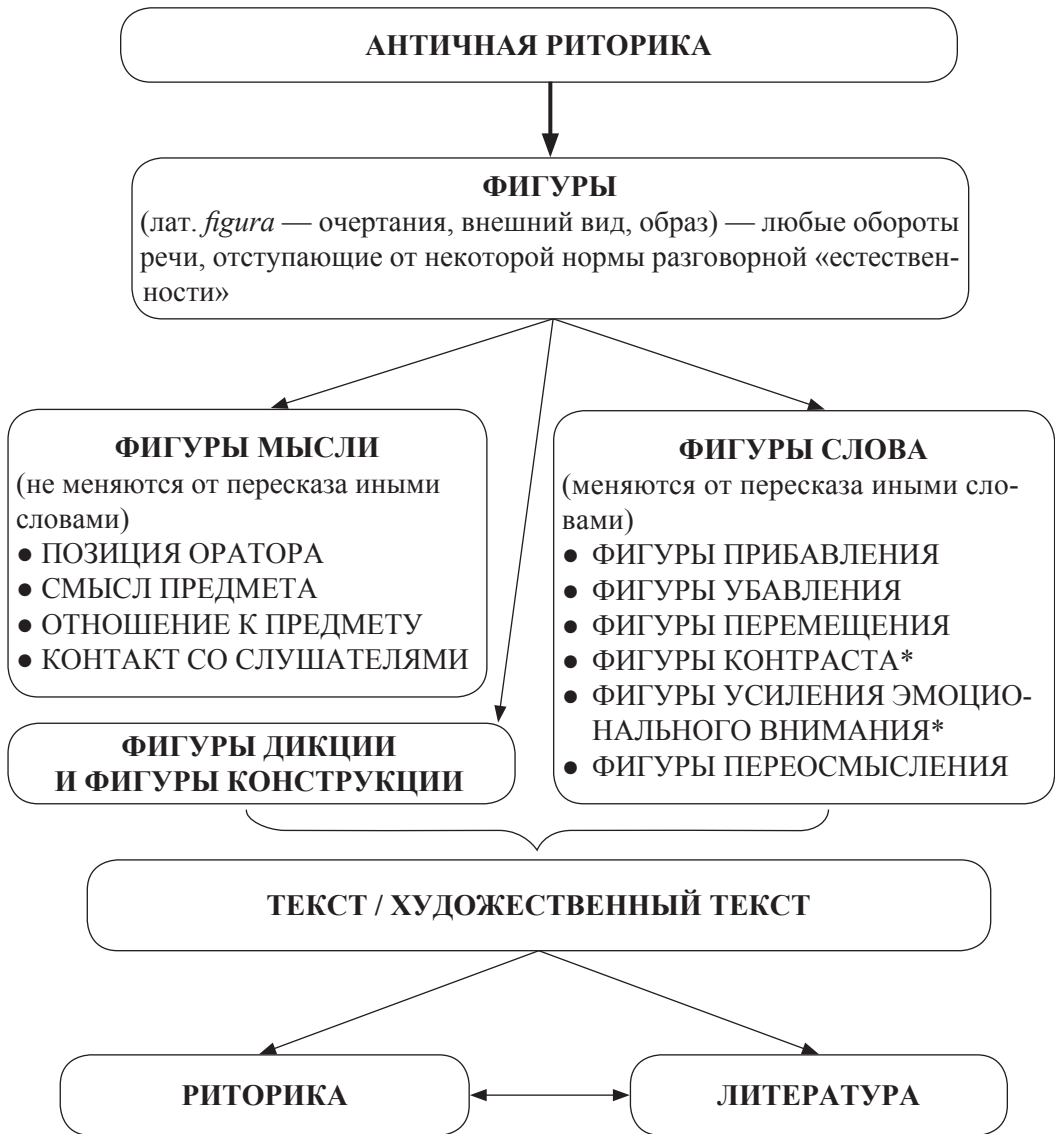 АНТИЧНАЯ РИТОРИКА
ФИГУРЫ
(лат. figura — очертания, внешний вид, образ) — любые обороты
речи, отступающие от некоторой нормы разговорной «естествен-
ности»
ФИГУРЫ МЫСЛИ
(не меняются от пересказа иными
словами)
● ПОЗИЦИЯ ОРАТОРА
● СМЫСЛ ПРЕДМЕТА
● ОТНОШЕНИЕ К ПРЕДМЕТУ
● КОНТАКТ СО СЛУШАТЕЛЯМИ
ФИГУРЫ СЛОВА
(меняются от пересказа иными сло-
вами)
● ФИГУРЫ ПРИБАВЛЕНИЯ
● ФИГУРЫ УБАВЛЕНИЯ
● ФИГУРЫ ПЕРЕМЕЩЕНИЯ
● ФИГУРЫ КОНТРАСТА*
● ФИГУРЫ УСИЛЕНИЯ ЭМОЦИО-
НАЛЬНОГО ВНИМАНИЯ*
● ФИГУРЫ ПЕРЕОСМЫСЛЕНИЯ
ФИГУРЫ ДИКЦИИ
И ФИГУРЫ КОНСТРУКЦИИ
ТЕКСТ / ХУДОЖЕСТВЕННЫЙ ТЕКСТ
РИТОРИКА
ЛИТЕРАТУРА